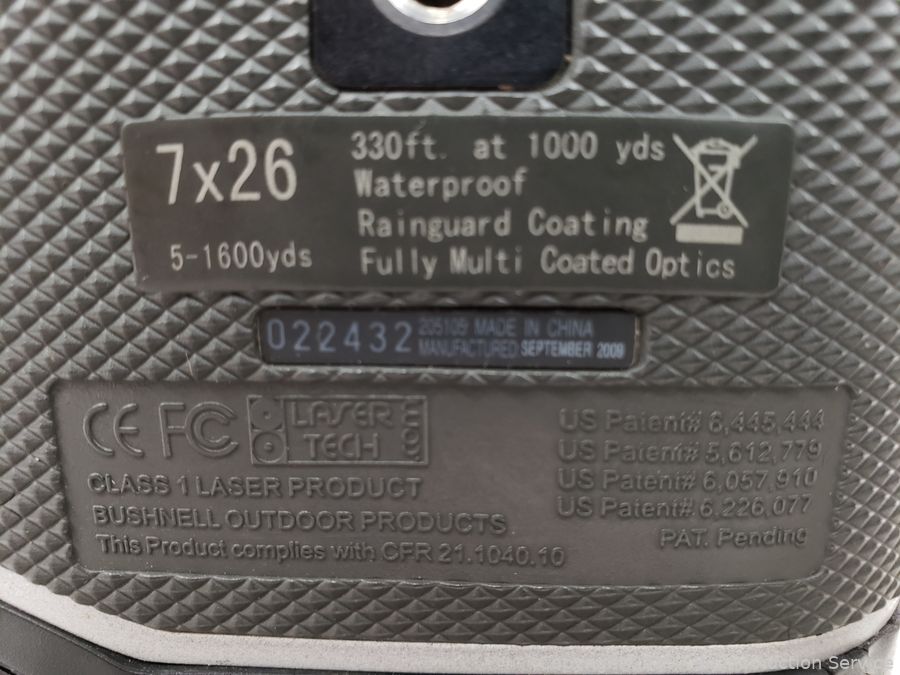 7x26
5-1600yds
330ft. at 1000 yds
Waterproof
Rainguard Coating
Fully Multi Coated Optics
022432
205105 MADE IN CHINA
MANUFACTURED SEPTEMBER 2009
CE FC
LASER
TECH
CLASS 1 LASER PRODUCT
BUSHNELL OUTDOOR PRODUCTS
This Product complies with CFR 21.1040.10
US Patent# 6,445,444
US Patent# 5,612,779
US Patent# 6,057,910
US Patent# 6.226,077
PAT. Pending